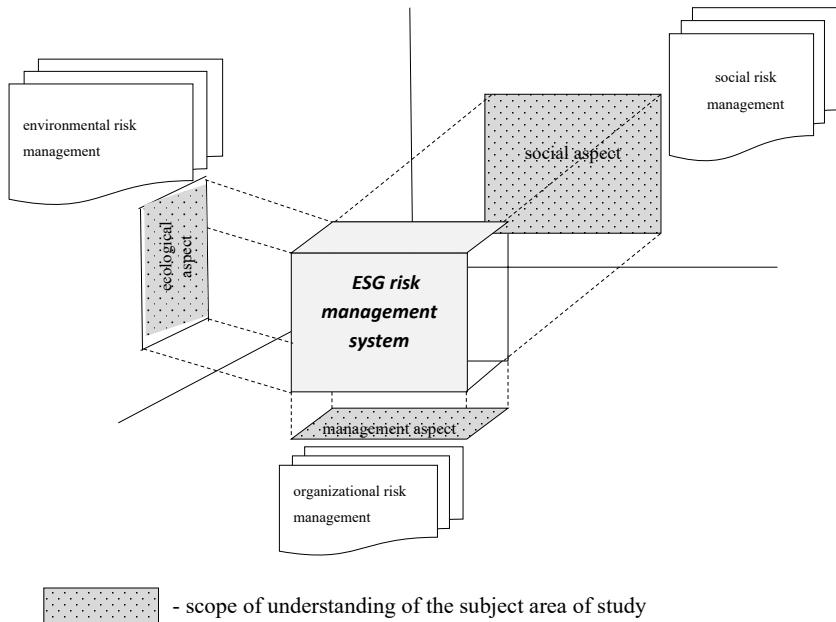 environmental risk
management
social risk
management
social aspect
ecological
aspect
ESG risk
management
system
management aspect
organizational risk
management
- scope of understanding of the subject area of study